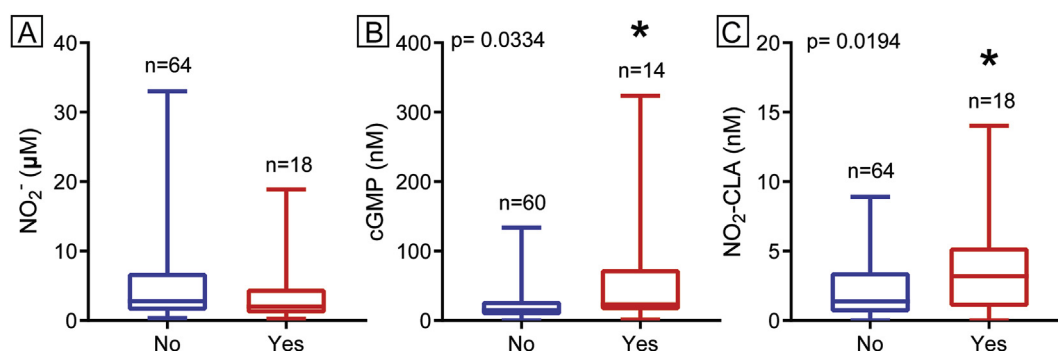 A
NO₂⁻ (µM)
40
30
20
10
0
n=64
n=18
No
Yes
B
p= 0.0334
cGMP (nM)
400
300
200
100
0
n=60
*
n=14
No
Yes
C
p= 0.0194
NO₂-CLA (nM)
20
15
10
5
0
n=64
*
n=18
No
Yes